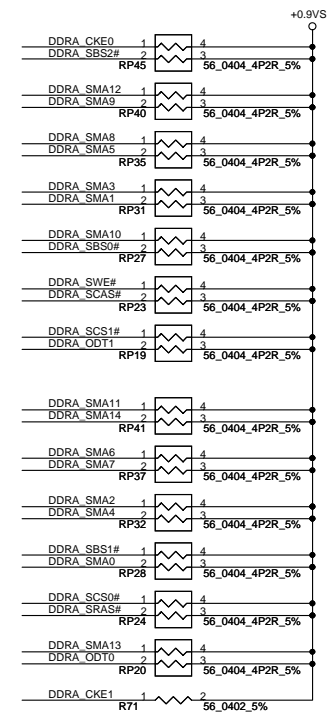 +0.9VS
DDRA_CKE0 1 4
DDRA_SBS2# 2 3
RP45 56_0404_4P2R_5%
DDRA_SMA12 1 4
DDRA_SMA9 2 3
RP40 56_0404_4P2R_5%
DDRA_SMA8 1 4
DDRA_SMA5 2 3
RP35 56_0404_4P2R_5%
DDRA_SMA3 1 4
DDRA_SMA1 2 3
RP31 56_0404_4P2R_5%
DDRA_SMA10 1 4
DDRA_SBS0# 2 3
RP27 56_0404_4P2R_5%
DDRA_SWE# 1 4
DDRA_SCAS# 2 3
RP23 56_0404_4P2R_5%
DDRA_SCS1# 1 4
DDRA_ODT1 2 3
RP19 56_0404_4P2R_5%
DDRA_SMA11 1 4
DDRA_SMA14 2 3
RP41 56_0404_4P2R_5%
DDRA_SMA6 1 4
DDRA_SMA7 2 3
RP37 56_0404_4P2R_5%
DDRA_SMA2 1 4
DDRA_SMA4 2 3
RP32 56_0404_4P2R_5%
DDRA_SBS1# 1 4
DDRA_SMA0 2 3
RP28 56_0404_4P2R_5%
DDRA_SCS0# 1 4
DDRA_SRAS# 2 3
RP24 56_0404_4P2R_5%
DDRA_SMA13 1 4
DDRA_ODT0 2 3
RP20 56_0404_4P2R_5%
DDRA_CKE1 1 2
R71 56_0402_5%